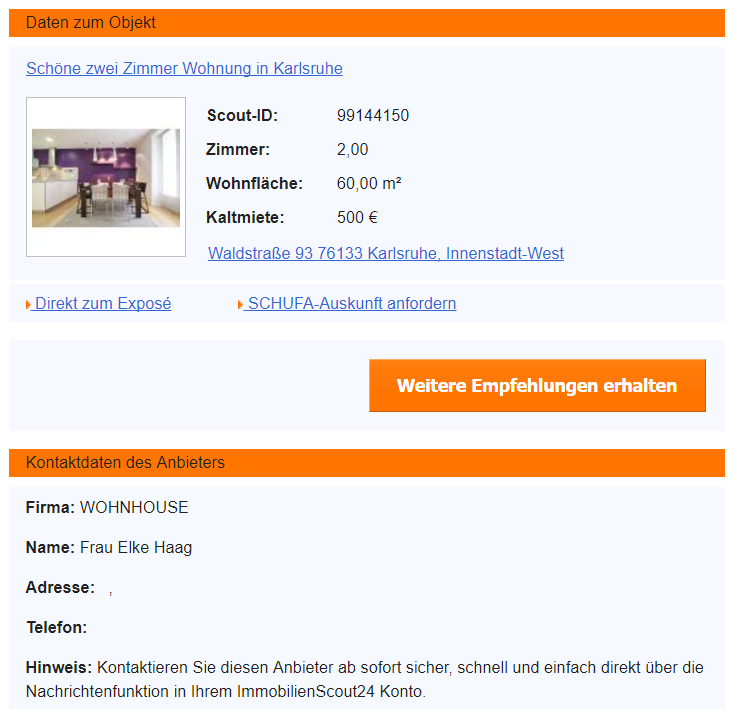 Daten zum Objekt
Schöne zwei Zimmer Wohnung in Karlsruhe
Scout-ID: 99144150
Zimmer: 2,00
Wohnfläche: 60,00 m²
Kaltmiete: 500 €
Waldstraße 93 76133 Karlsruhe, Innenstadt-West
Direkt zum Exposé SCHUFA-Auskunft anfordern
Weitere Empfehlungen erhalten
Kontaktdaten des Anbieters
Firma: WOHNHOUSE
Name: Frau Elke Haag
Adresse: ,
Telefon:
Hinweis: Kontaktieren Sie diesen Anbieter ab sofort sicher, schnell und einfach direkt über die
Nachrichtenfunktion in Ihrem ImmobilienScout24 Konto.